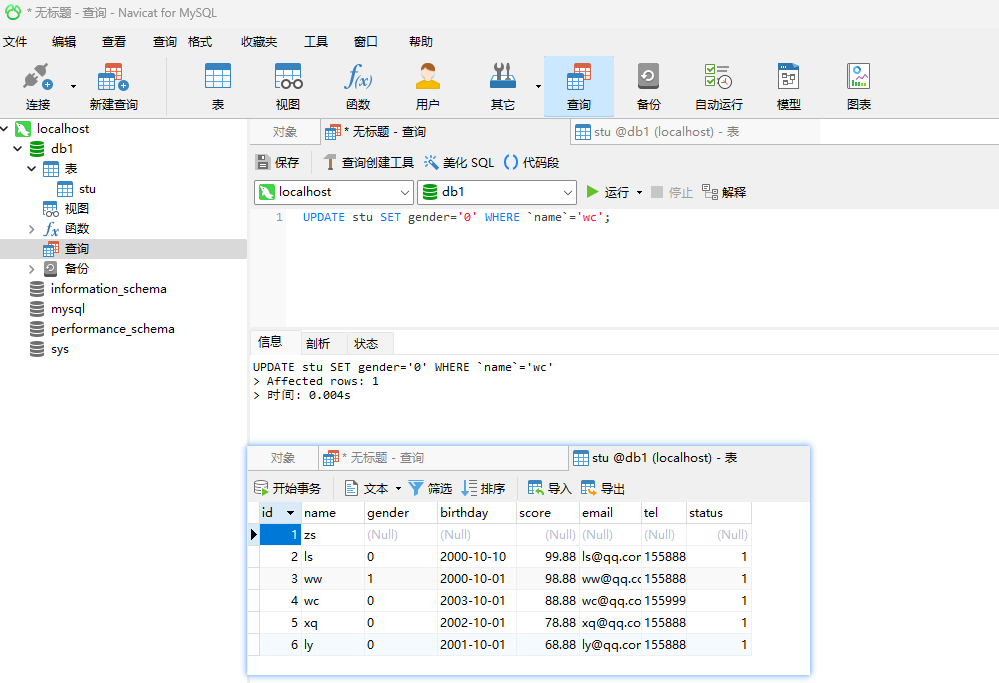 * 无标题 - 查询 - Navicat for MySQL
文件 编辑 查看 查询 格式 收藏夹 工具 窗口 帮助
连接 新建查询 表 视图 函数 用户 其它 查询 备份 自动运行 模型 图表
localhost
db1
表
stu
视图
函数
查询
备份
information_schema
mysql
performance_schema
sys
对象 * 无标题 - 查询 stu @db1 (localhost) - 表
保存 查询创建工具 美化 SQL () 代码段
localhost db1 运行 停止 解释
1 UPDATE stu SET gender='0' WHERE `name`='wc';
信息 剖析 状态
UPDATE stu SET gender='0' WHERE `name`='wc'
> Affected rows: 1
> 时间: 0.004s
对象 * 无标题 - 查询 stu @db1 (localhost) - 表
开始事务 文本 筛选 排序 导入 导出
id name gender birthday score email tel status
1 zs (Null) (Null) (Null) (Null) (Null) (Null)
2 ls 0 2000-10-10 99.88 ls@qq.com 155888 1
3 ww 1 2000-10-01 98.88 ww@qq.cc 155888 1
4 wc 0 2003-10-01 88.88 wc@qq.co 155999 1
5 xq 0 2002-10-01 78.88 xq@qq.co 155888 1
6 ly 0 2001-10-01 68.88 ly@qq.com 155888 1